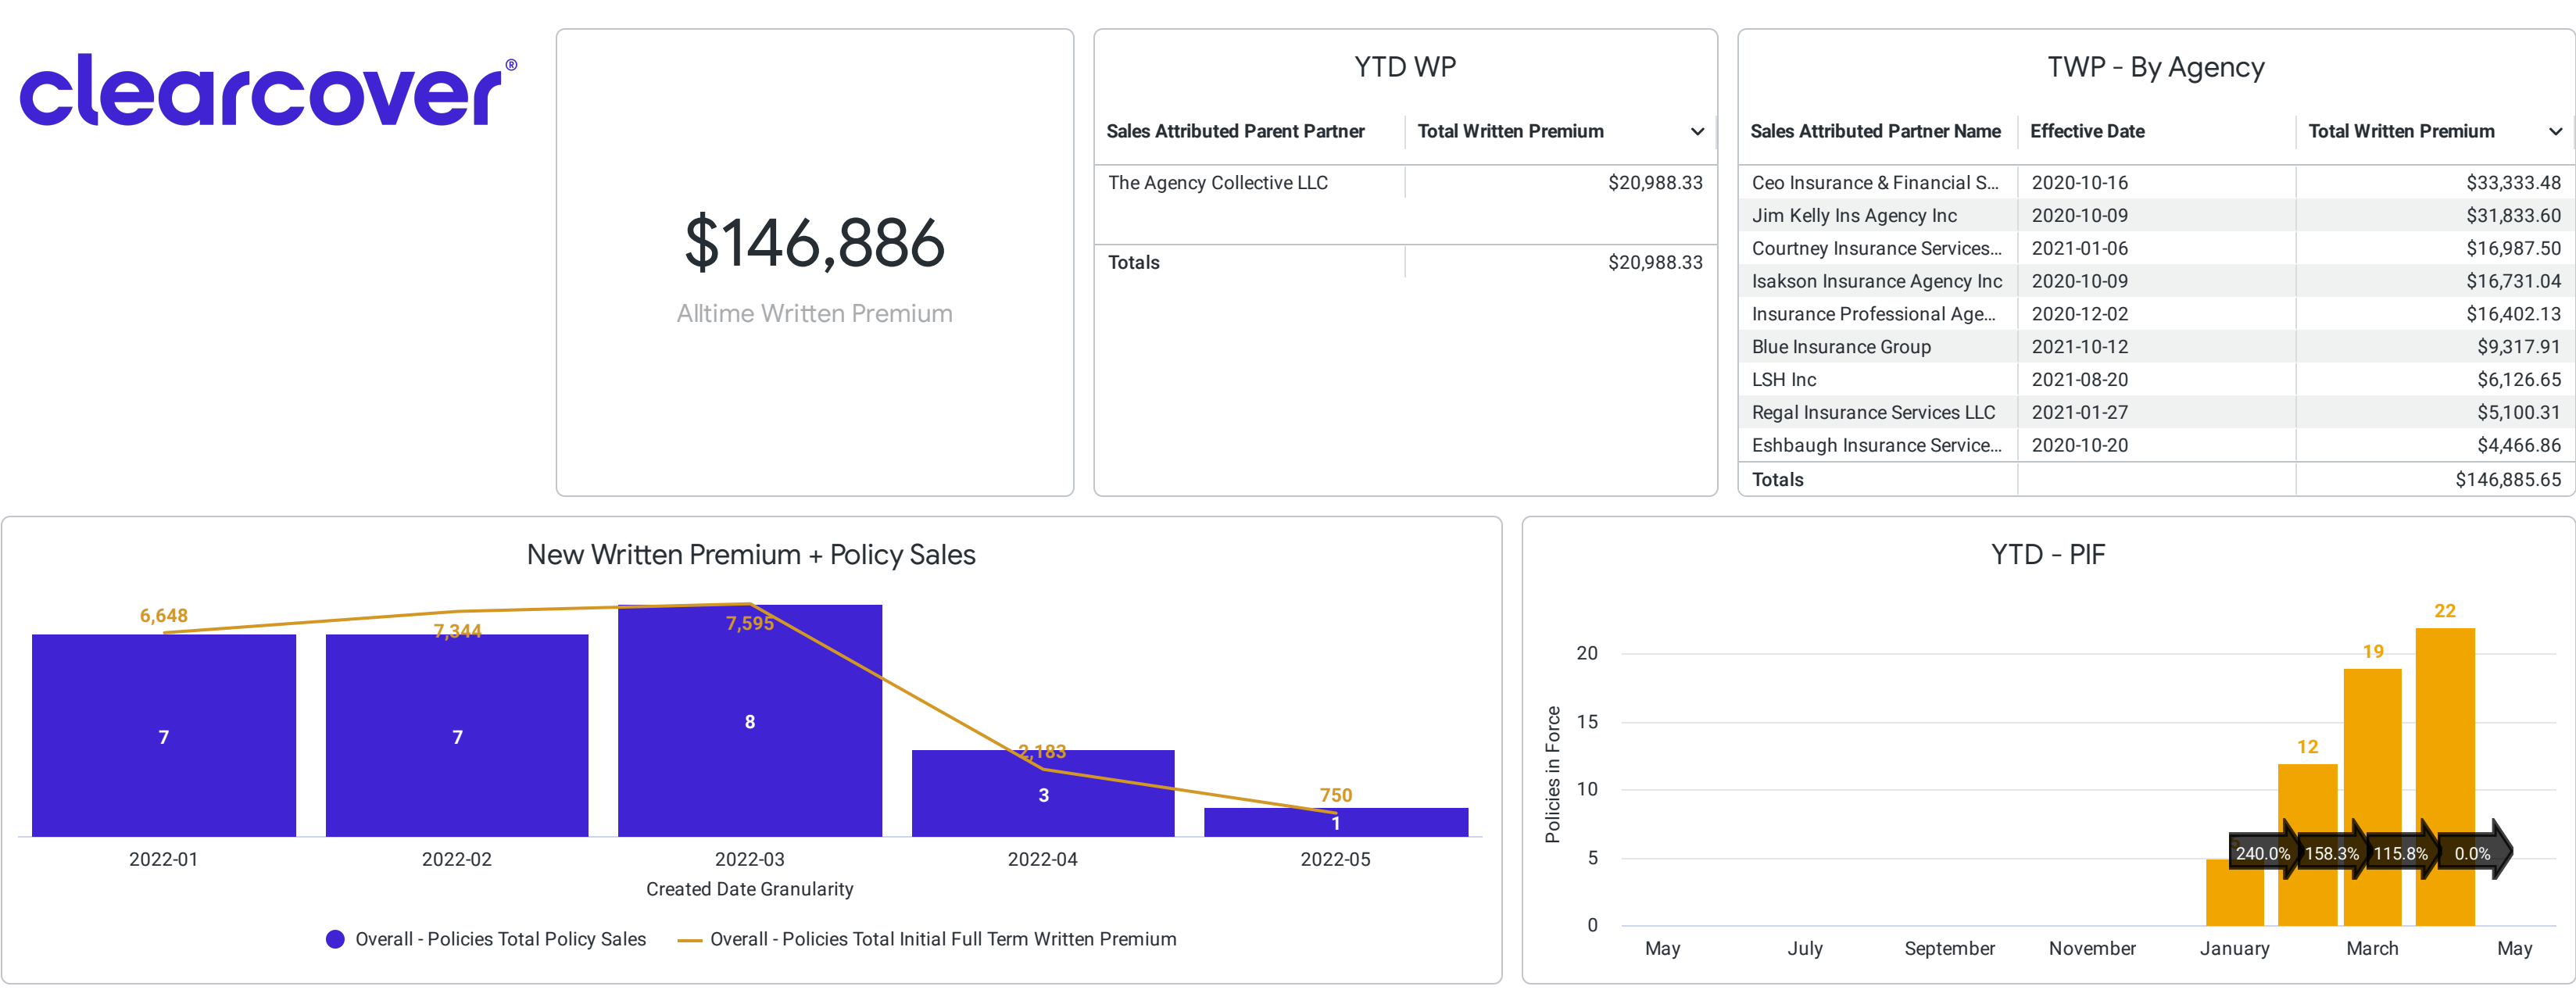 clearcover®
$146,886
Alltime Written Premium
YTD WP
Sales Attributed Parent Partner Total Written Premium
The Agency Collective LLC $20,988.33
Totals $20,988.33
TWP - By Agency
Sales Attributed Partner Name Effective Date Total Written Premium
Ceo Insurance & Financial S... 2020-10-16 $33,333.48
Jim Kelly Ins Agency Inc 2020-10-09 $31,833.60
Courtney Insurance Services... 2021-01-06 $16,987.50
Isakson Insurance Agency Inc 2020-10-09 $16,731.04
Insurance Professional Age... 2020-12-02 $16,402.13
Blue Insurance Group 2021-10-12 $9,317.91
LSH Inc 2021-08-20 $6,126.65
Regal Insurance Services LLC 2021-01-27 $5,100.31
Eshbaugh Insurance Service... 2020-10-20 $4,466.86
Totals $146,885.65
New Written Premium + Policy Sales
6,648 7,344 7,595 2,183 750
7 7 8 3 1
2022-01 2022-02 2022-03 2022-04 2022-05
Created Date Granularity
Overall - Policies Total Policy Sales Overall - Policies Total Initial Full Term Written Premium
YTD - PIF
Policies in Force
20
15
10
5
0
12 19 22
240.0% 158.3% 115.8% 0.0%
May July September November January March May